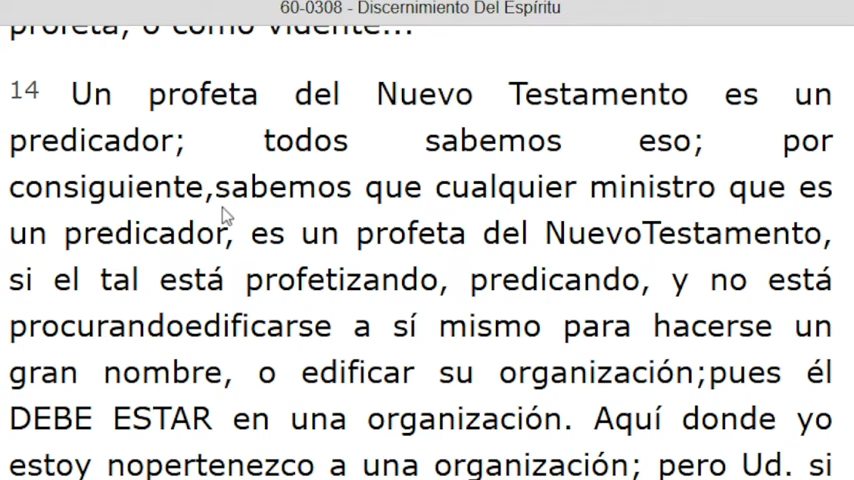 60-0308 - Discernimiento Del Espíritu
profeta, o como vidente...
14 Un profeta del Nuevo Testamento es un
predicador; todos sabemos eso; por
consiguiente,sabemos que cualquier ministro que es
un predicador, es un profeta del NuevoTestamento,
si el tal está profetizando, predicando, y no está
procurandoedificarse a sí mismo para hacerse un
gran nombre, o edificar su organización;pues él
DEBE ESTAR en una organización. Aquí donde yo
estoy nopertenezco a una organización; pero Ud. si